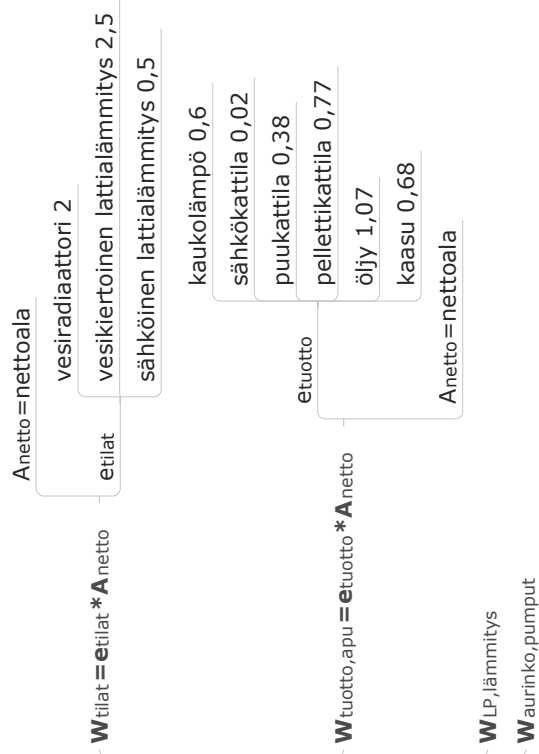 Wtilat=etilat*Anetto
Anetto=nettoala
etilat
vesiradiaattori 2
vesikiertoinen lattialämmitys 2,5
sähköinen lattialämmitys 0,5
Wtuotto,apu=etuotto*Anetto
etuotto
kaukolämpö 0,6
sähkökattila 0,02
puukattila 0,38
pellettikattila 0,77
öljy 1,07
kaasu 0,68
Anetto=nettoala
WLP,lämmitys
Waurinko,pumput